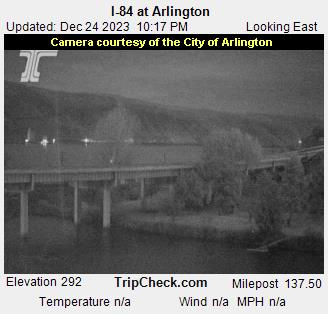 I-84 at Arlington
Updated: Dec 24 2023 10:17 PM Looking East
Camera courtesy of the City of Arlington
Elevation 292 TripCheck.com Milepost 137.50
Temperature n/a Wind n/a MPH n/a